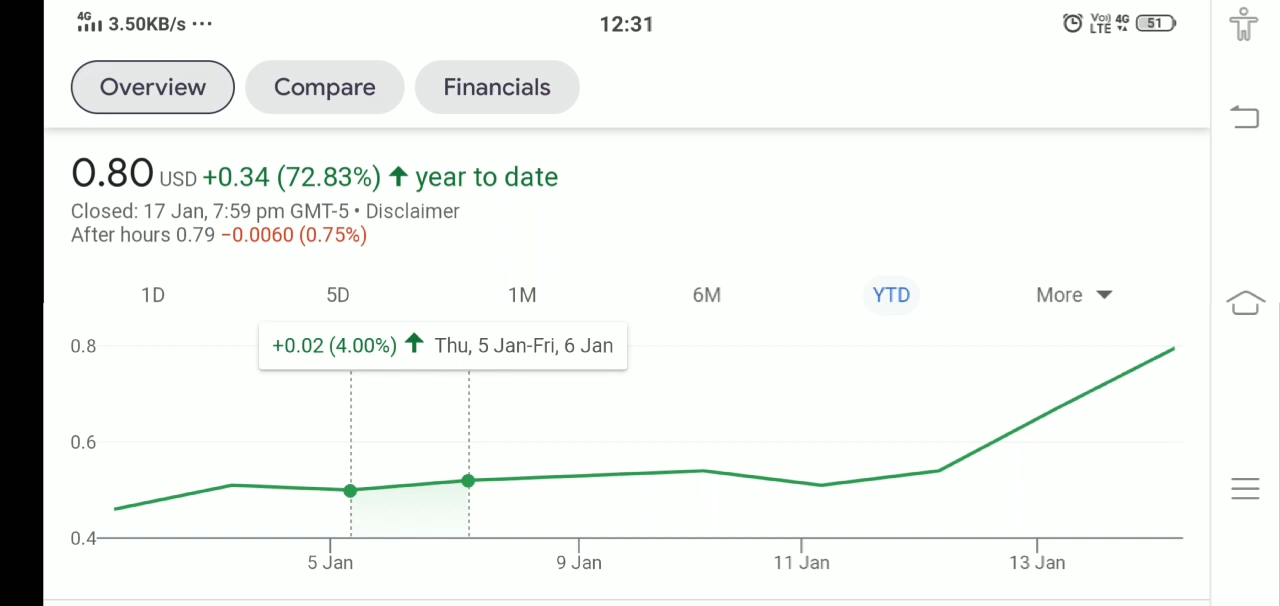 4G 3.50KB/s ··· 12:31 Vo) LTE 4G 51
Overview Compare Financials
0.80 USD +0.34 (72.83%) ↑ year to date
Closed: 17 Jan, 7:59 pm GMT-5 • Disclaimer
After hours 0.79 −0.0060 (0.75%)
1D 5D 1M 6M YTD More
+0.02 (4.00%) ↑ Thu, 5 Jan-Fri, 6 Jan
0.8
0.6
0.4
5 Jan 9 Jan 11 Jan 13 Jan